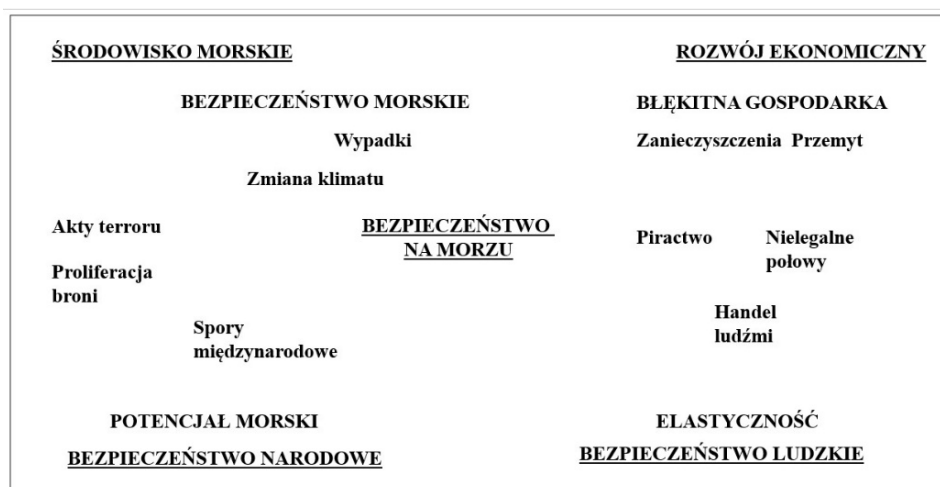 ŚRODOWISKO MORSKIE
ROZWÓJ EKONOMICZNY
BEZPIECZEŃSTWO MORSKIE
BŁĘKITNA GOSPODARKA
Wypadki
Zanieczyszczenia Przemyt
Zmiana klimatu
Akty terroru
BEZPIECZEŃSTWO
NA MORZU
Piractwo
Nielegalne
połowy
Proliferacja
broni
Handel
ludźmi
Spory
międzynarodowe
POTENCJAŁ MORSKI
ELASTYCZNOŚĆ
BEZPIECZEŃSTWO NARODOWE
BEZPIECZEŃSTWO LUDZKIE